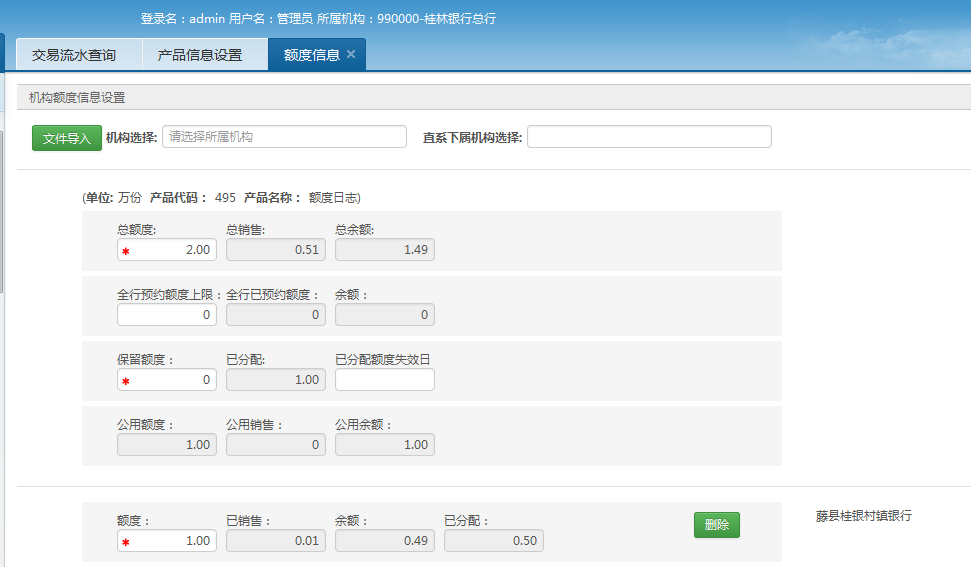 登录名：admin 用户名：管理员 所属机构：990000-桂林银行总行
交易流水查询 产品信息设置 额度信息 ×
机构额度信息设置
文件导入 机构选择: 请选择所属机构 直系下属机构选择:
(单位: 万份 产品代码： 495 产品名称： 额度日志)
总额度: 总销售: 总余额:
* 2.00 0.51 1.49
全行预约额度上限： 全行已预约额度： 余额：
0 0 0
保留额度： 已分配: 已分配额度失效日
* 0 1.00
公用额度： 公用销售： 公用余额：
1.00 0 1.00
额度： 已销售： 余额： 已分配： 删除 藤县桂银村镇银行
* 1.00 0.01 0.49 0.50